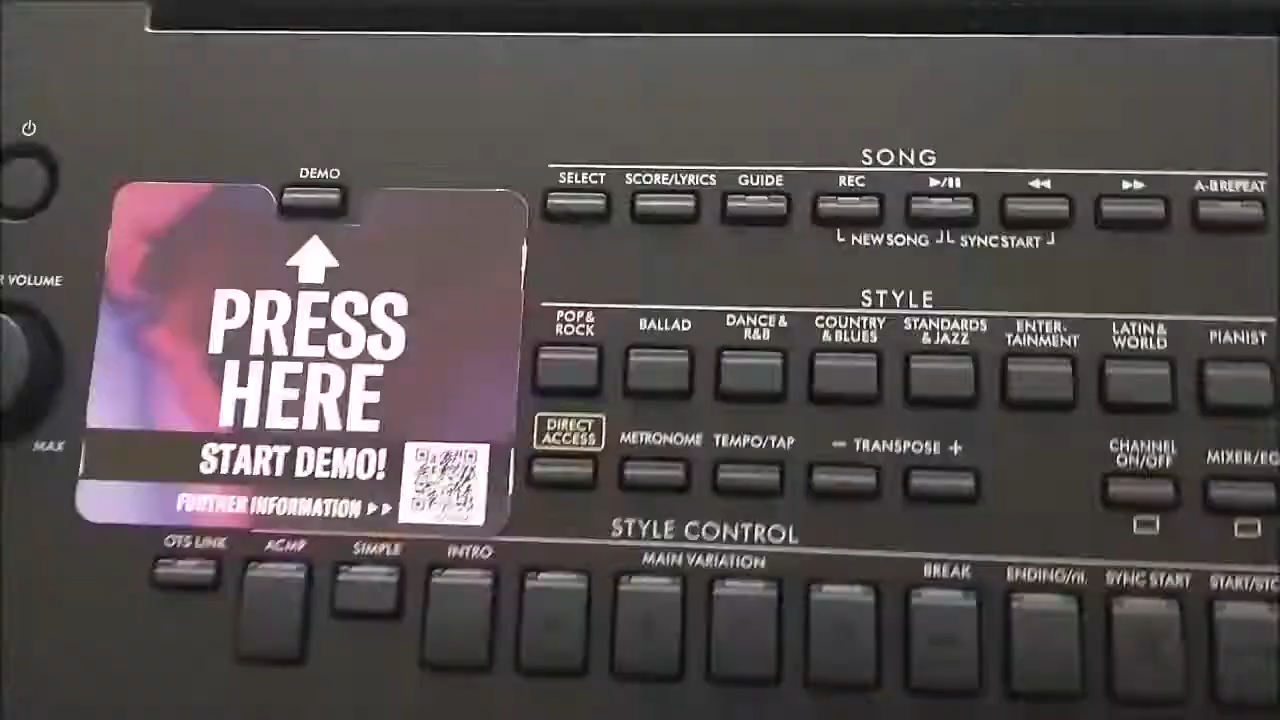 DEMO
PRESS
HERE
START DEMO!
FURTHER INFORMATION
VOLUME
MAX
SONG
SELECT SCORE/LYRICS GUIDE REC A-B REPEAT
NEW SONG SYNC START
STYLE
POP &
ROCK
BALLAD
DANCE &
R&B
COUNTRY
& BLUES
STANDARDS
& JAZZ
ENTER-
TAINMENT
LATIN &
WORLD
PIANIST
DIRECT
ACCESS
METRONOME TEMPO/TAP − TRANSPOSE +
CHANNEL
ON/OFF
STYLE CONTROL
OTS LINK ACMP SIMPLE INTRO MAIN VARIATION BREAK SYNC START